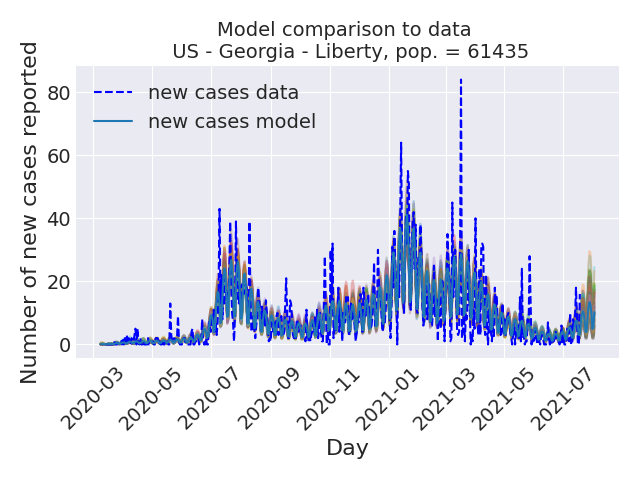 Model comparison to data
US - Georgia - Liberty, pop. = 61435
Number of new cases reported
80
60
40
20
0
new cases data
new cases model
2020-03
2020-05
2020-07
2020-09
2020-11
2021-01
2021-03
2021-05
2021-07
Day